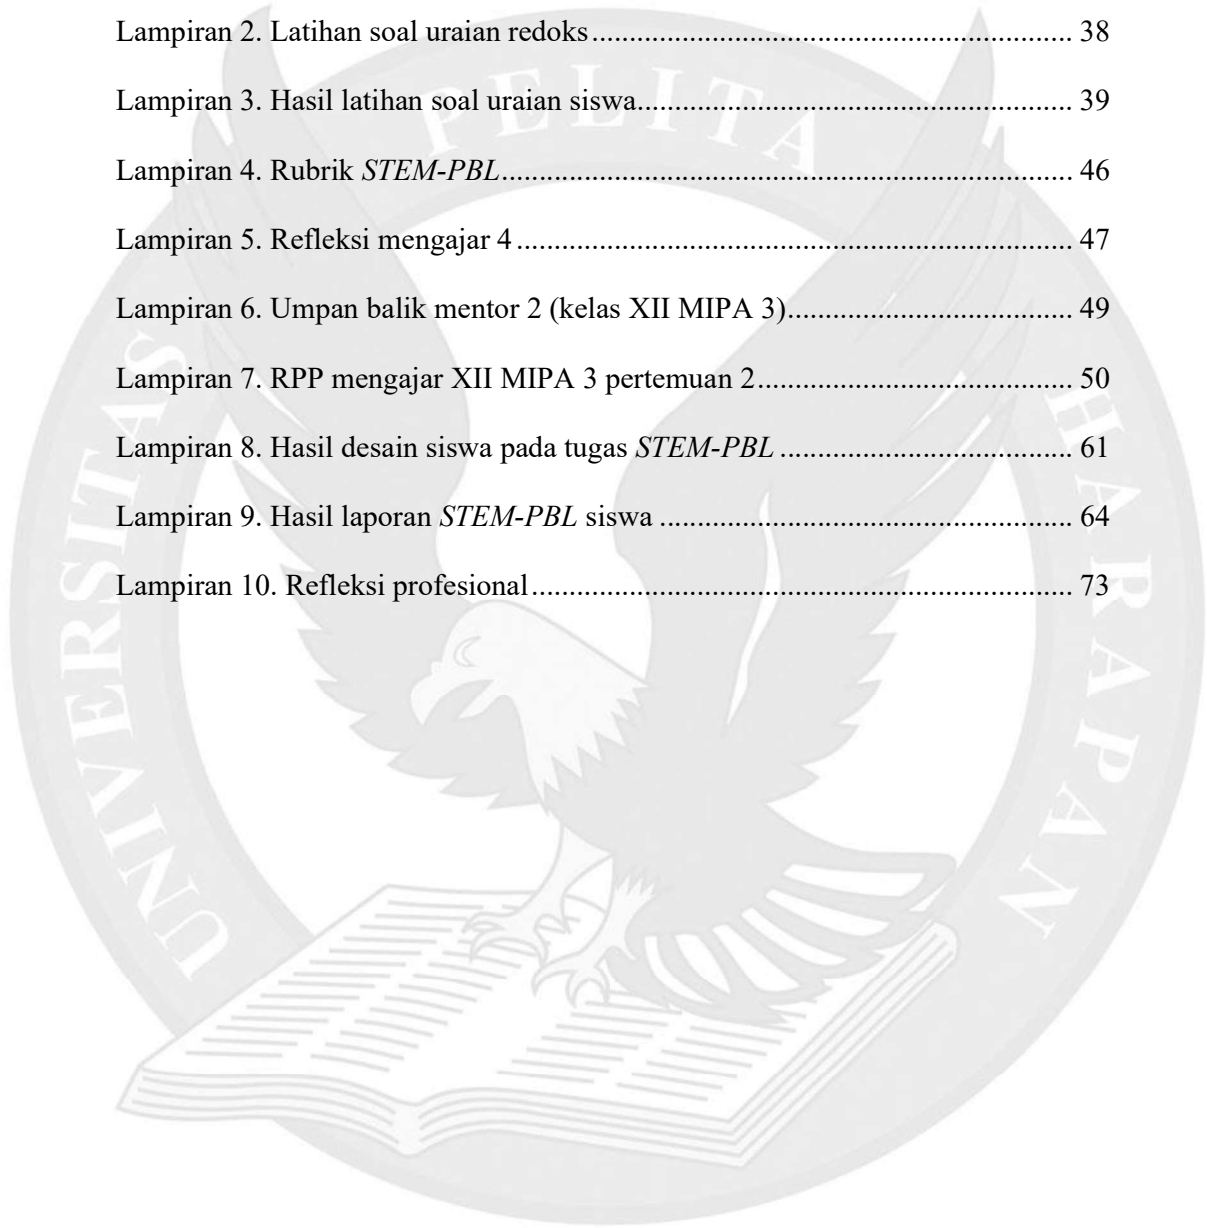 Lampiran 2. Latihan soal uraian redoks................................................................ 38
Lampiran 3. Hasil latihan soal uraian siswa.......................................................... 39
Lampiran 4. Rubrik STEM-PBL............................................................................ 46
Lampiran 5. Refleksi mengajar 4.......................................................................... 47
Lampiran 6. Umpan balik mentor 2 (kelas XII MIPA 3)...................................... 49
Lampiran 7. RPP mengajar XII MIPA 3 pertemuan 2.......................................... 50
Lampiran 8. Hasil desain siswa pada tugas STEM-PBL....................................... 61
Lampiran 9. Hasil laporan STEM-PBL siswa....................................................... 64
Lampiran 10. Refleksi profesional........................................................................ 73
UNIVERSITAS PELITA HARAPAN